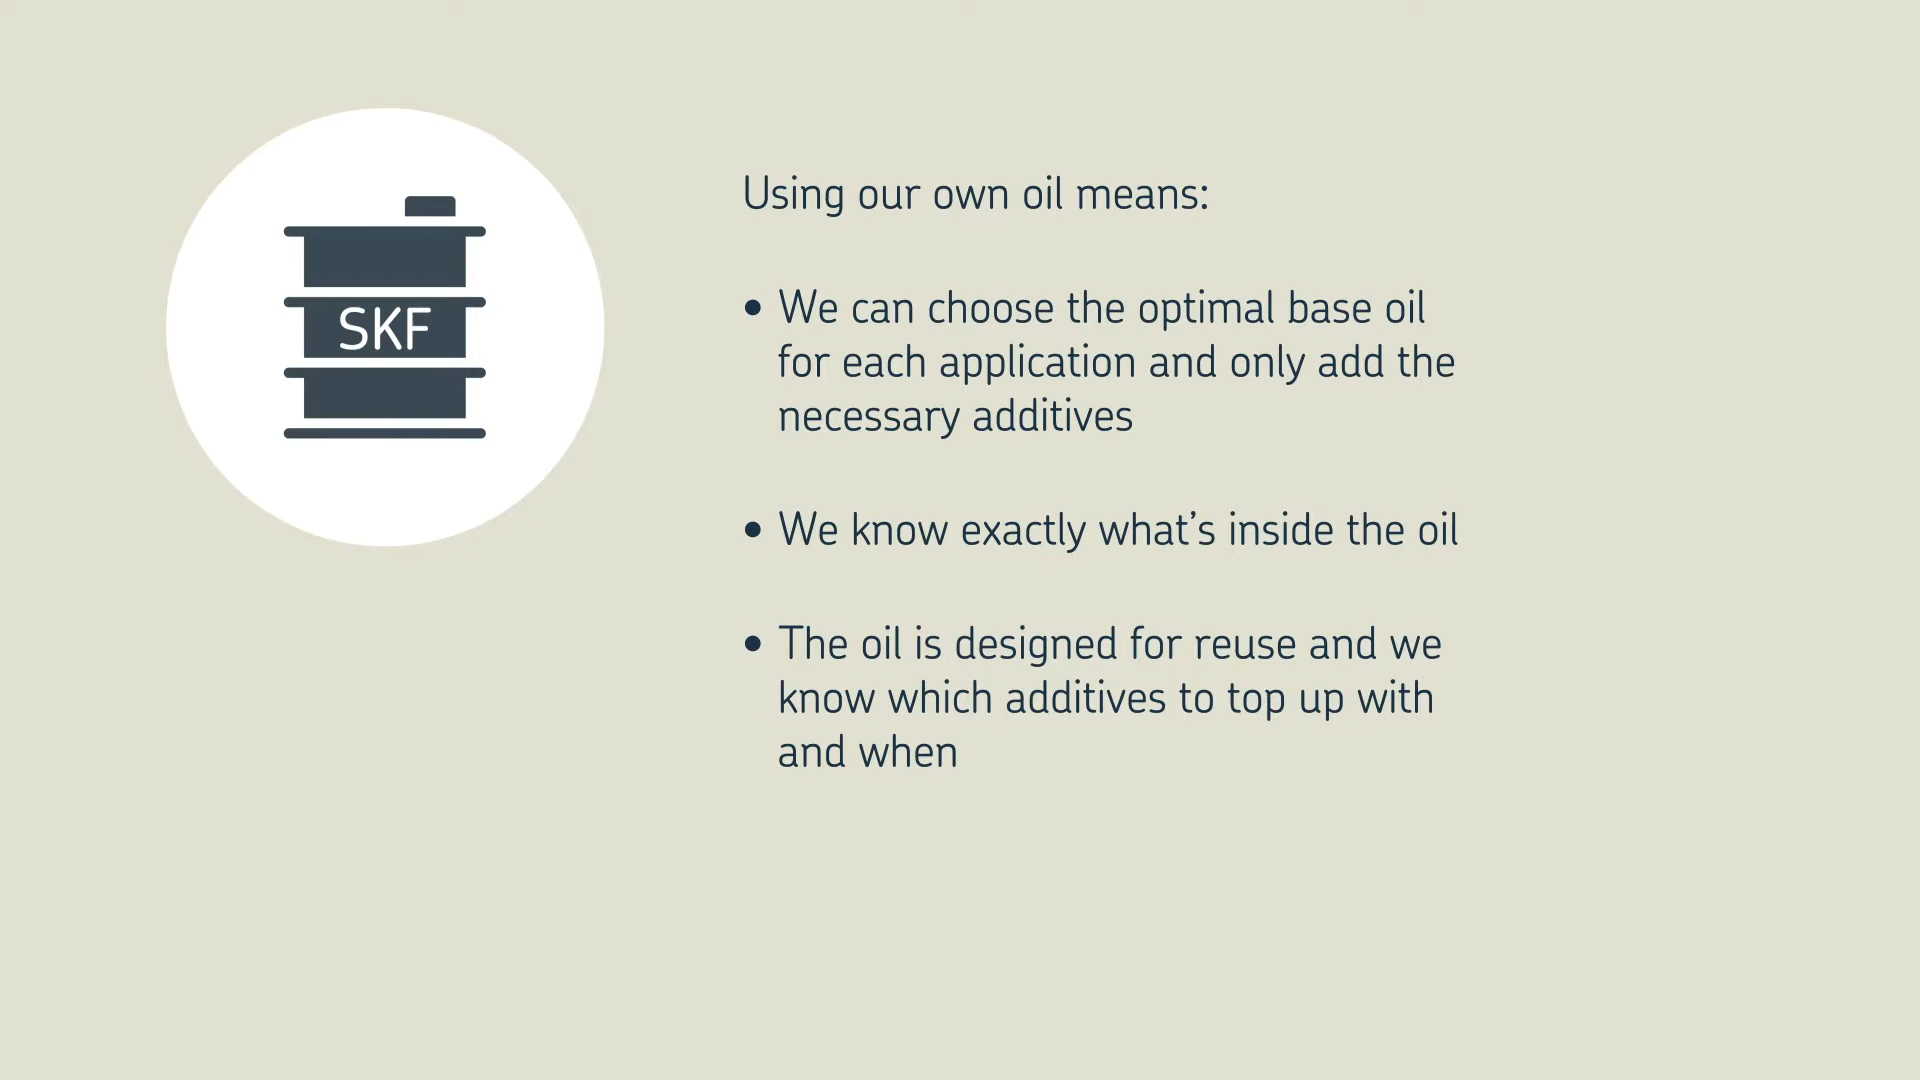 SKF
Using our own oil means:
• We can choose the optimal base oil
for each application and only add the
necessary additives
• We know exactly what’s inside the oil
• The oil is designed for reuse and we
know which additives to top up with
and when